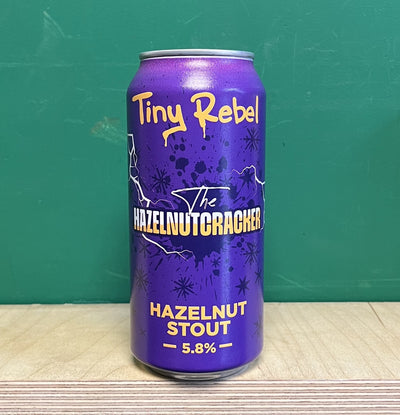 Tiny Rebel
The
HAZELNUTCRACKER
HAZELNUT
STOUT
— 5.8% —